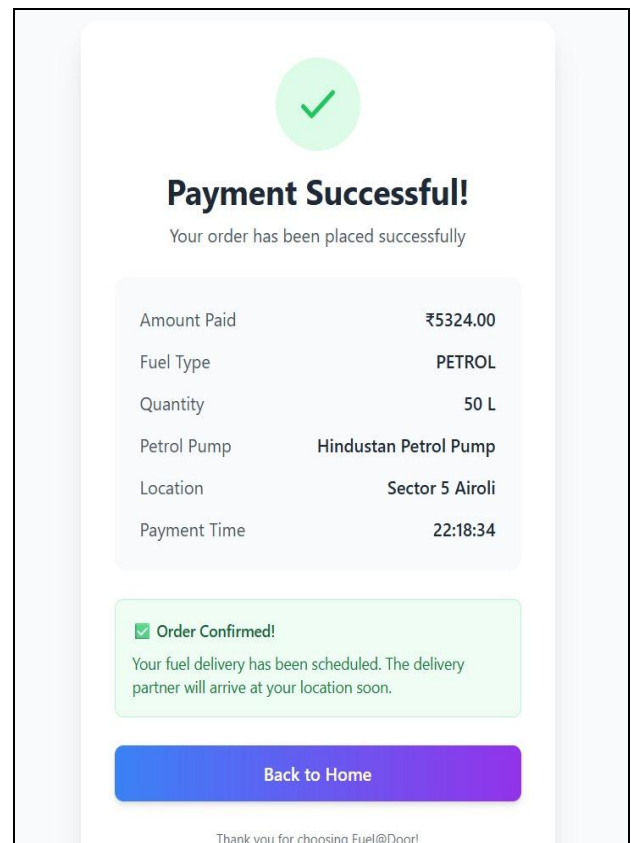 Payment Successful!
Your order has been placed successfully
Amount Paid ₹5324.00
Fuel Type PETROL
Quantity 50 L
Petrol Pump Hindustan Petrol Pump
Location Sector 5 Airoli
Payment Time 22:18:34
Order Confirmed!
Your fuel delivery has been scheduled. The delivery
partner will arrive at your location soon.
Back to Home
Thank you for choosing Fuel@Door!